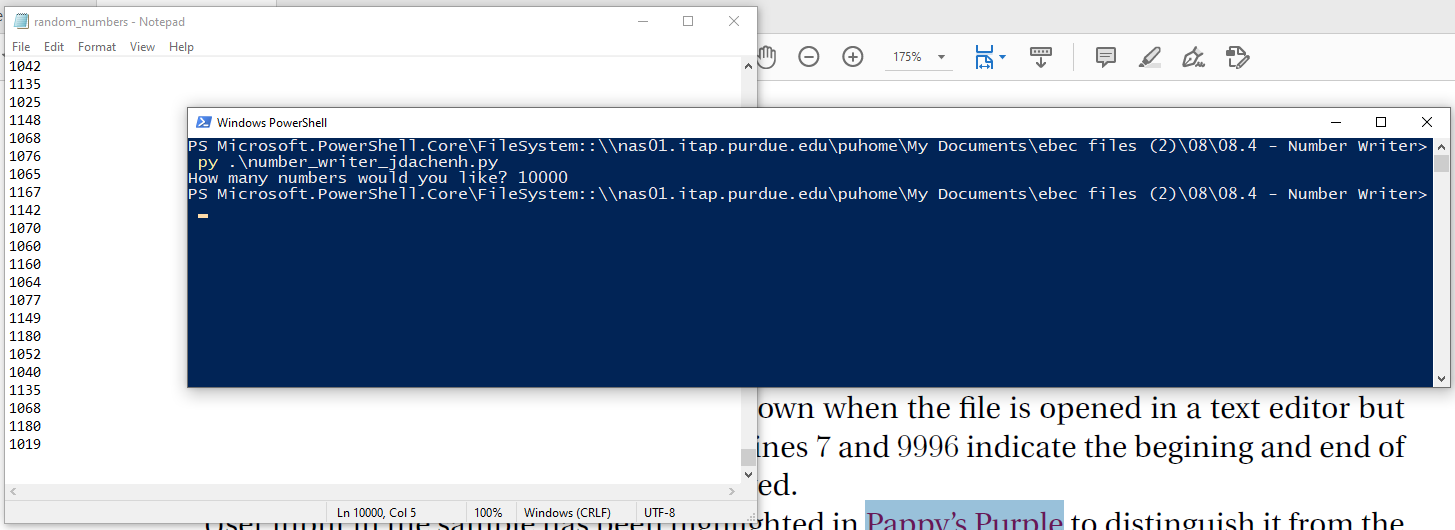 random_numbers - Notepad
File Edit Format View Help
175%
1042
1135
1025
1148
1068
1076
1065
1167
1142
1070
1060
1160
1064
1077
1149
1180
1052
1040
1135
1068
1180
1019
Windows PowerShell
PS Microsoft.PowerShell.Core\FileSystem::\\nas01.itap.purdue.edu\puhome\My Documents\ebec files (2)\08\08.4 - Number Writer>
py .\number_writer_jdachenh.py
How many numbers would you like? 10000
PS Microsoft.PowerShell.Core\FileSystem::\\nas01.itap.purdue.edu\puhome\My Documents\ebec files (2)\08\08.4 - Number Writer>
own when the file is opened in a text editor but
ines 7 and 9996 indicate the begining and end of
ed.
Ln 10000, Col 5 100% Windows (CRLF) UTF-8
User input in the sample has been highlighted in Pappy's Purple to distinguish it from the